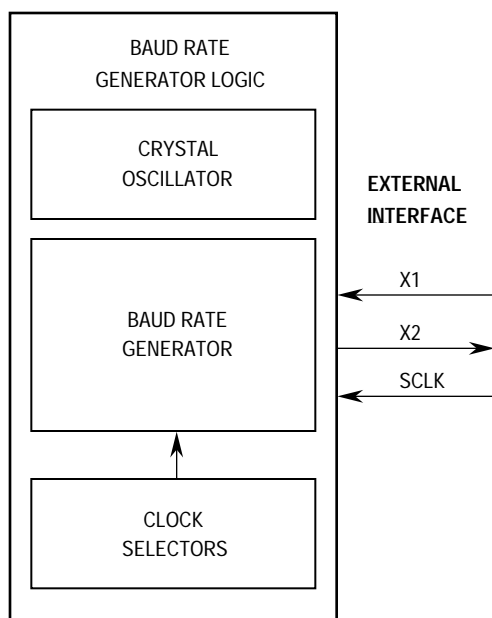 BAUD RATE
GENERATOR LOGIC
CRYSTAL
OSCILLATOR
EXTERNAL
INTERFACE
X1
BAUD RATE
GENERATOR
X2
SCLK
CLOCK
SELECTORS